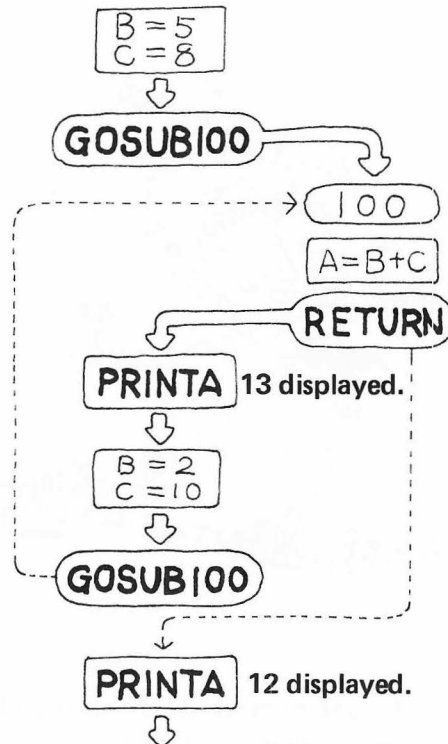 B = 5
C = 8
GOSUB100
100
A=B+C
RETURN
PRINTA 13 displayed.
B = 2
C =10
GOSUB100
PRINTA 12 displayed.